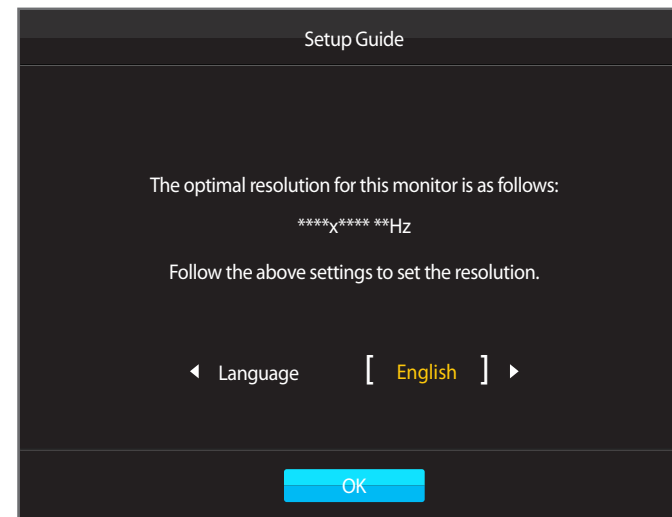 Setup Guide
The optimal resolution for this monitor is as follows:
****x**** **Hz
Follow the above settings to set the resolution.
Language [ English ]
OK